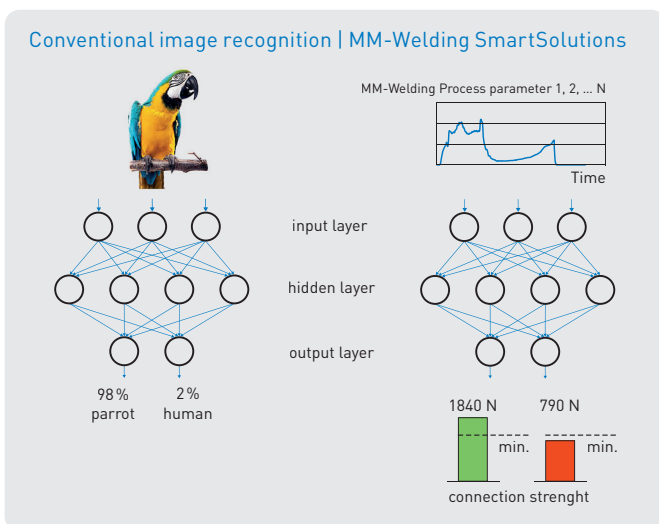 Conventional image recognition | MM-Welding SmartSolutions
MM-Welding Process parameter 1, 2, ... N
Time
input layer
hidden layer
output layer
98 % 2 %
parrot human
1840 N 790 N
min. min.
connection strenght